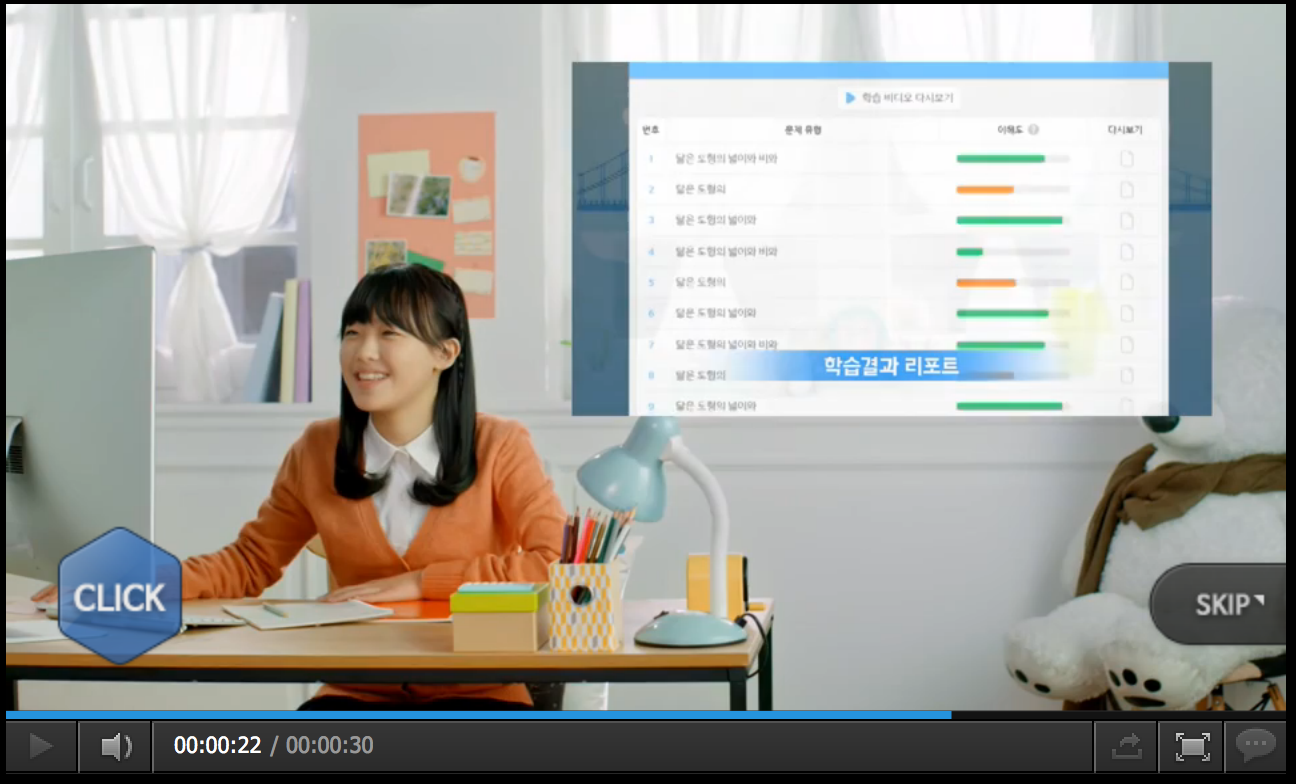 ▶ 학습 비디오 다시보기
번호 문제 유형 이해도 ? 다시보기
1 닮은 도형의 넓이와 비와
2 닮은 도형의
3 닮은 도형의 넓이와
4 닮은 도형의 넓이와 비와
5 닮은 도형의
6 닮은 도형의 넓이와
7 닮은 도형의 넓이와 비와
학습결과 리포트
8 닮은 도형의
9 닮은 도형의 넓이와
CLICK
SKIP
00:00:22 / 00:00:30